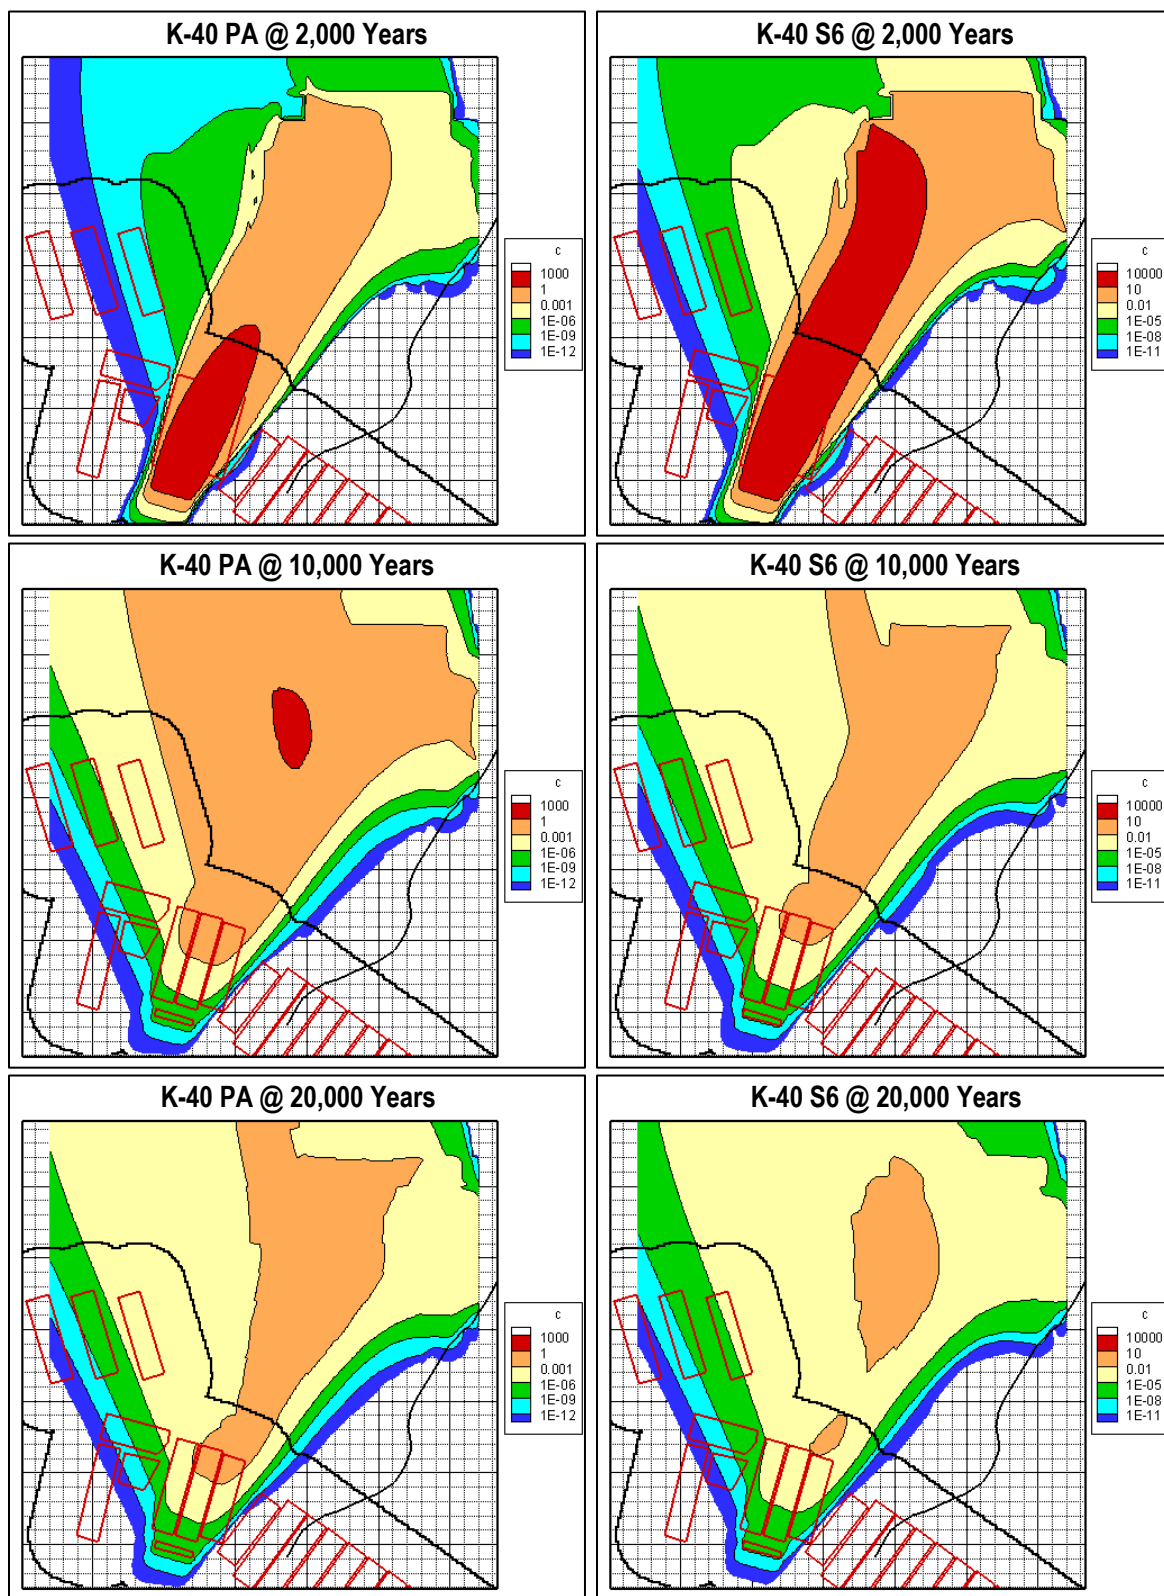 K-40 PA @ 2,000 Years
c
1000
1
0.001
1E-06
1E-09
1E-12
K-40 S6 @ 2,000 Years
c
10000
10
0.01
1E-05
1E-08
1E-11
K-40 PA @ 10,000 Years
c
1000
1
0.001
1E-06
1E-09
1E-12
K-40 S6 @ 10,000 Years
c
10000
10
0.01
1E-05
1E-08
1E-11
K-40 PA @ 20,000 Years
c
1000
1
0.001
1E-06
1E-09
1E-12
K-40 S6 @ 20,000 Years
c
10000
10
0.01
1E-05
1E-08
1E-11